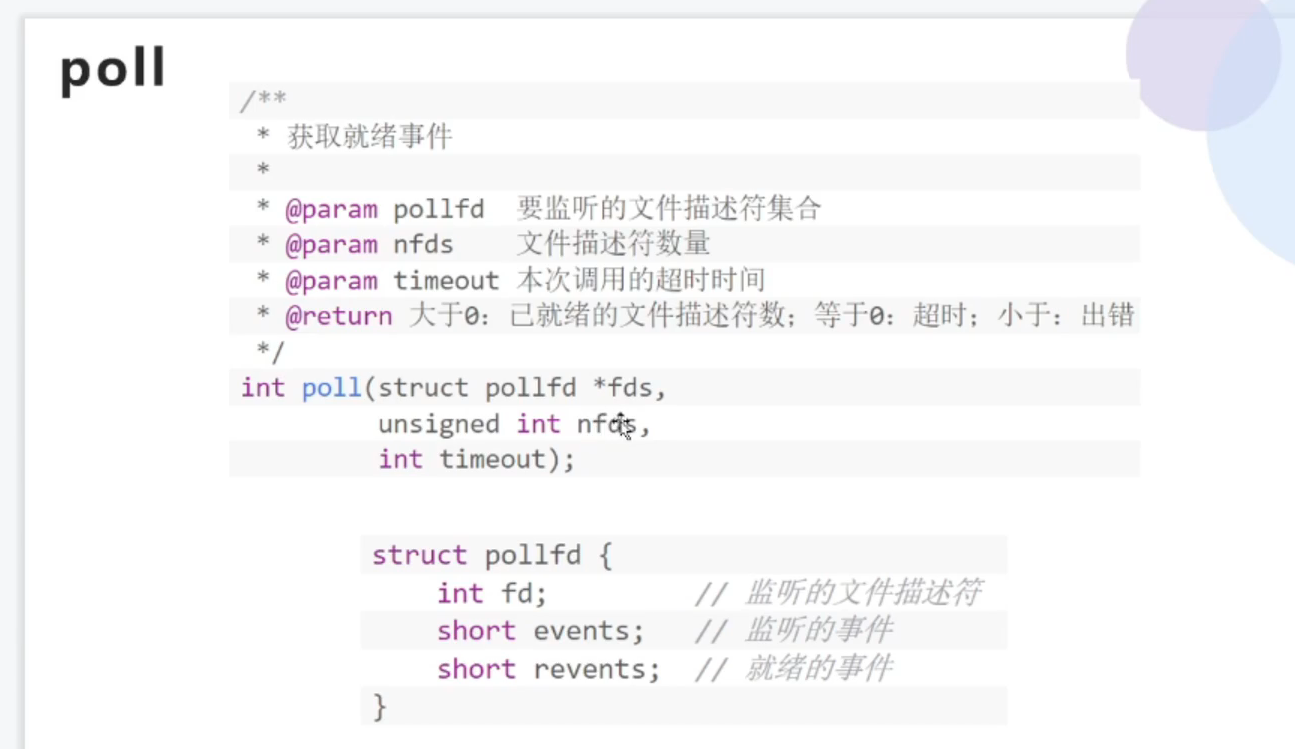 poll
/**
 * 获取就绪事件
 *
 * @param pollfd  要监听的文件描述符集合
 * @param nfds    文件描述符数量
 * @param timeout 本次调用的超时时间
 * @return 大于0：已就绪的文件描述符数；等于0：超时；小于：出错
 */
int poll(struct pollfd *fds,
         unsigned int nfds,
         int timeout);
struct pollfd {
    int fd;         // 监听的文件描述符
    short events;   // 监听的事件
    short revents;  // 就绪的事件
}